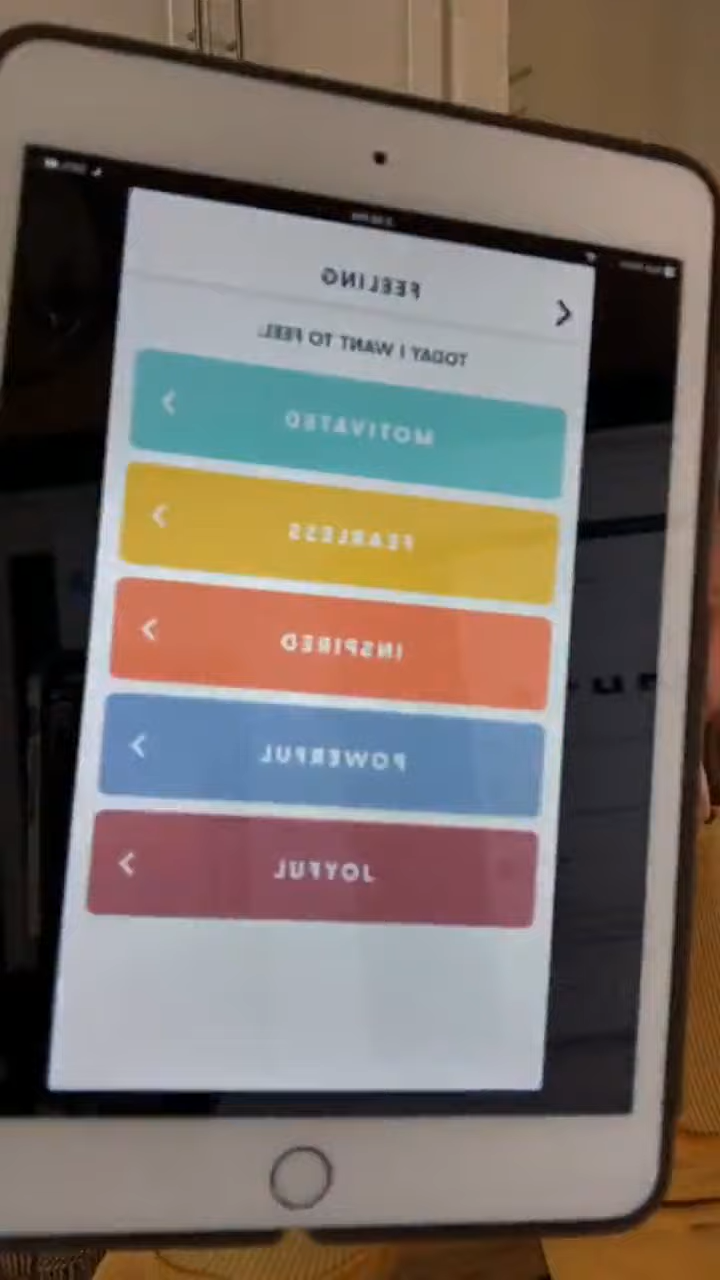 FEELING
TODAY I WANT TO FEEL:
MOTIVATED
FEARLESS
INSPIRED
POWERFUL
JOYFUL